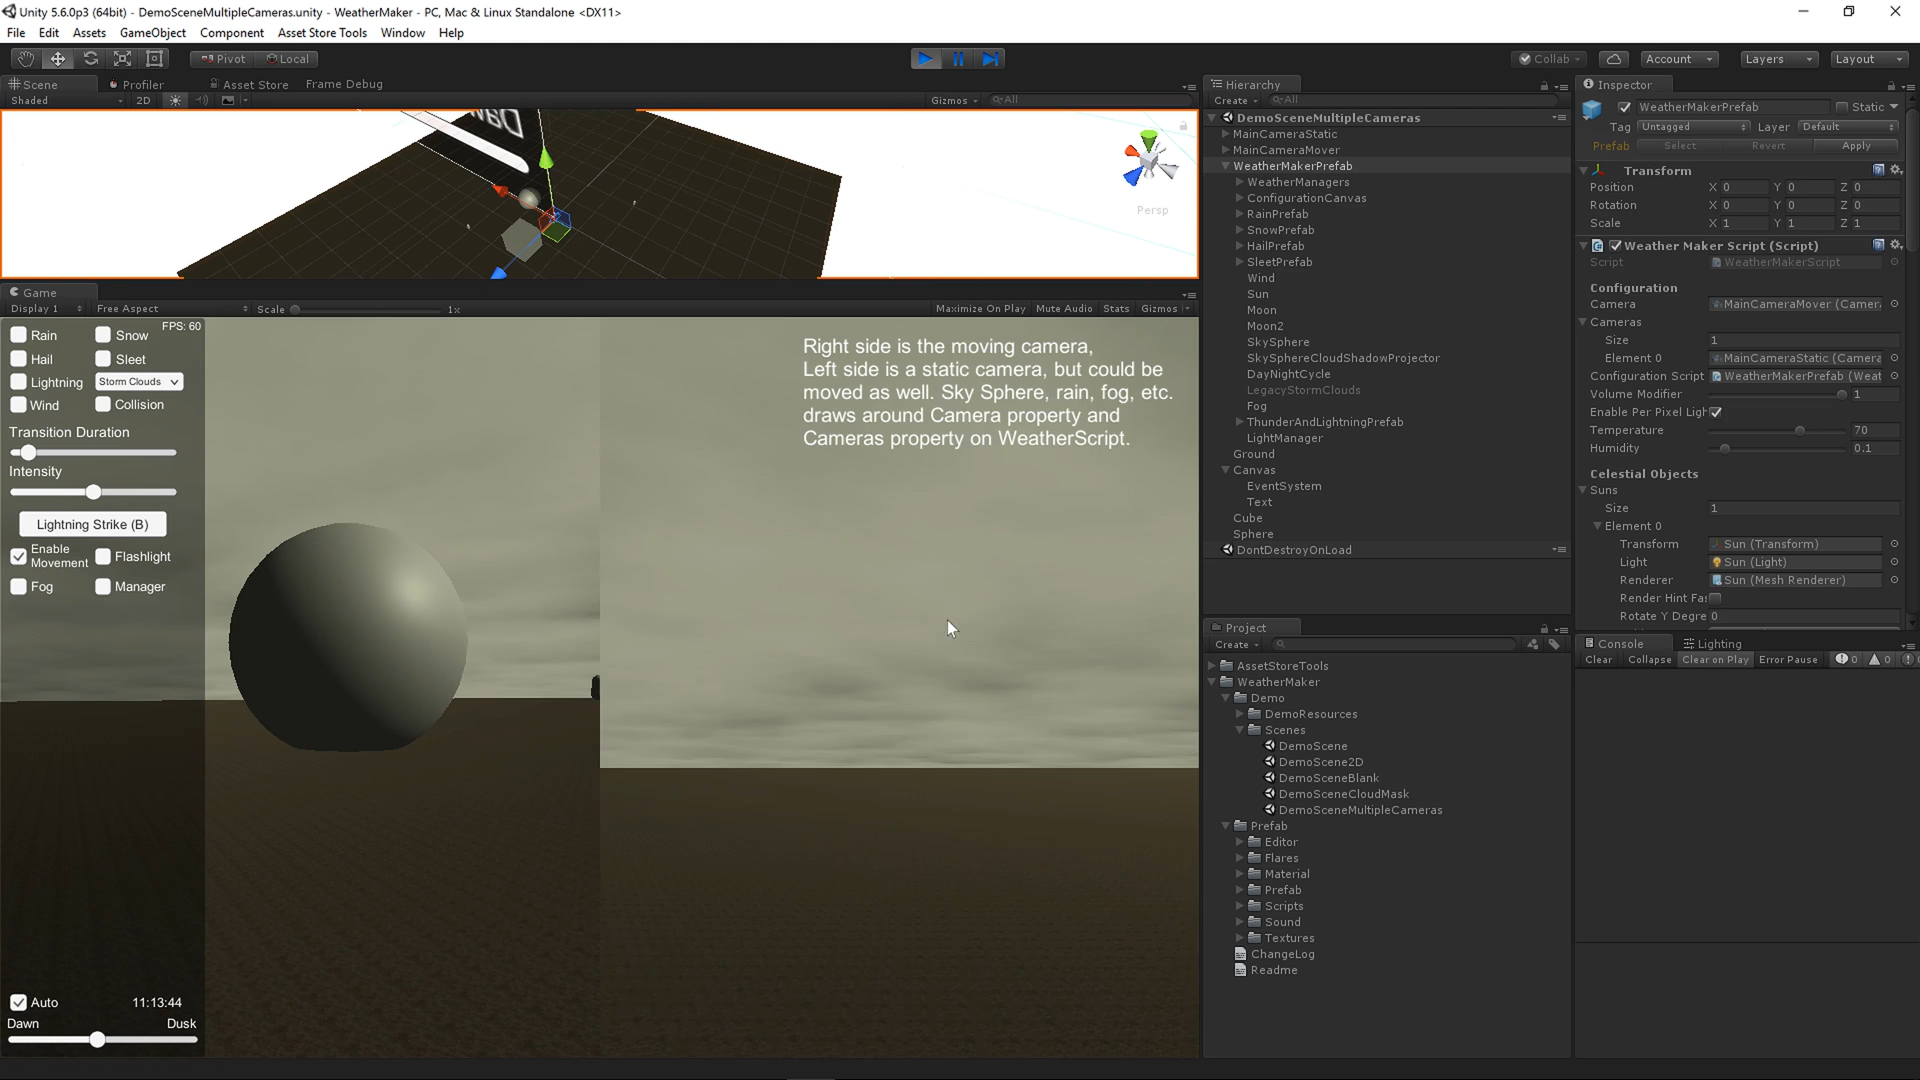 Unity 5.6.0p3 (64bit) - DemoSceneMultipleCameras.unity - WeatherMaker - PC, Mac & Linux Standalone <DX11>
File Edit Assets GameObject Component Asset Store Tools Window Help
Pivot Local
Collab Account Layers Layout
Scene Profiler Asset Store Frame Debug
Shaded 2D Gizmos All
Persp
Game
Display 1 Free Aspect Scale 1x Maximize On Play Mute Audio Stats Gizmos
FPS: 60
Rain Snow
Hail Sleet
Lightning Storm Clouds
Wind Collision
Transition Duration
Intensity
Lightning Strike (B)
Enable Movement Flashlight
Fog Manager
Auto 11:13:44
Dawn Dusk
Right side is the moving camera,
Left side is a static camera, but could be
moved as well. Sky Sphere, rain, fog, etc.
draws around Camera property and
Cameras property on WeatherScript.
Hierarchy
Create All
DemoSceneMultipleCameras
MainCameraStatic
MainCameraMover
WeatherMakerPrefab
WeatherManagers
ConfigurationCanvas
RainPrefab
SnowPrefab
HailPrefab
SleetPrefab
Wind
Sun
Moon
Moon2
SkySphere
SkySphereCloudShadowProjector
DayNightCycle
LegacyStormClouds
Fog
ThunderAndLightningPrefab
LightManager
Ground
Canvas
EventSystem
Text
Cube
Sphere
DontDestroyOnLoad
Project
Create
AssetStoreTools
WeatherMaker
Demo
DemoResources
Scenes
DemoScene
DemoScene2D
DemoSceneBlank
DemoSceneCloudMask
DemoSceneMultipleCameras
Prefab
Editor
Flares
Material
Prefab
Scripts
Sound
Textures
ChangeLog
Readme
Inspector
WeatherMakerPrefab Static
Tag Untagged Layer Default
Prefab Select Revert Apply
Transform
Position X 0 Y 0 Z 0
Rotation X 0 Y 0 Z 0
Scale X 1 Y 1 Z 1
Weather Maker Script (Script)
Script WeatherMakerScript
Configuration
Camera MainCameraMover (Camer
Cameras
Size 1
Element 0 MainCameraStatic (Camera
Configuration Script WeatherMakerPrefab (Weat
Volume Modifier 1
Enable Per Pixel Ligh
Temperature 70
Humidity 0.1
Celestial Objects
Suns
Size 1
Element 0
Transform Sun (Transform)
Light Sun (Light)
Renderer Sun (Mesh Renderer)
Render Hint Fas
Rotate Y Degre 0
Console Lighting
Clear Collapse Clear on Play Error Pause 0 0